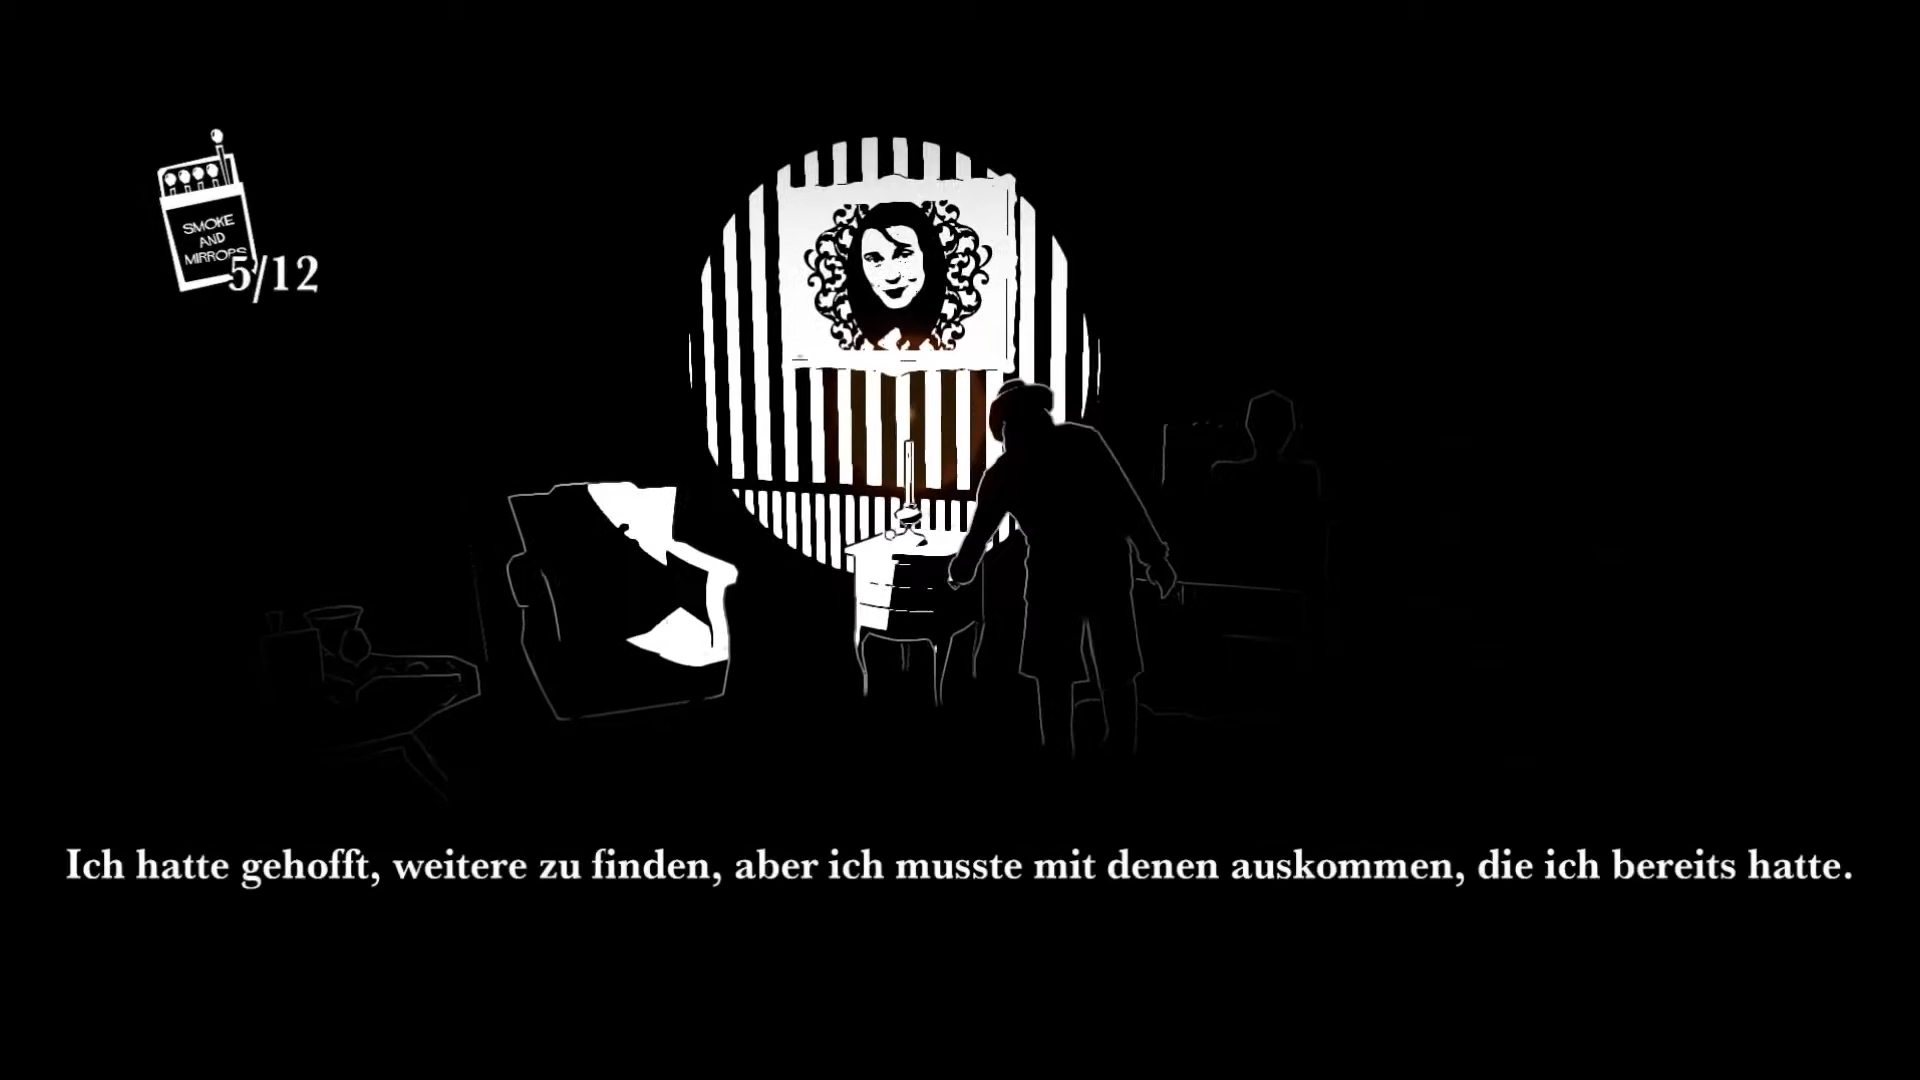 SMOKE
AND
MIRRORS
5/12
Ich hatte gehofft, weitere zu finden, aber ich musste mit denen auskommen, die ich bereits hatte.